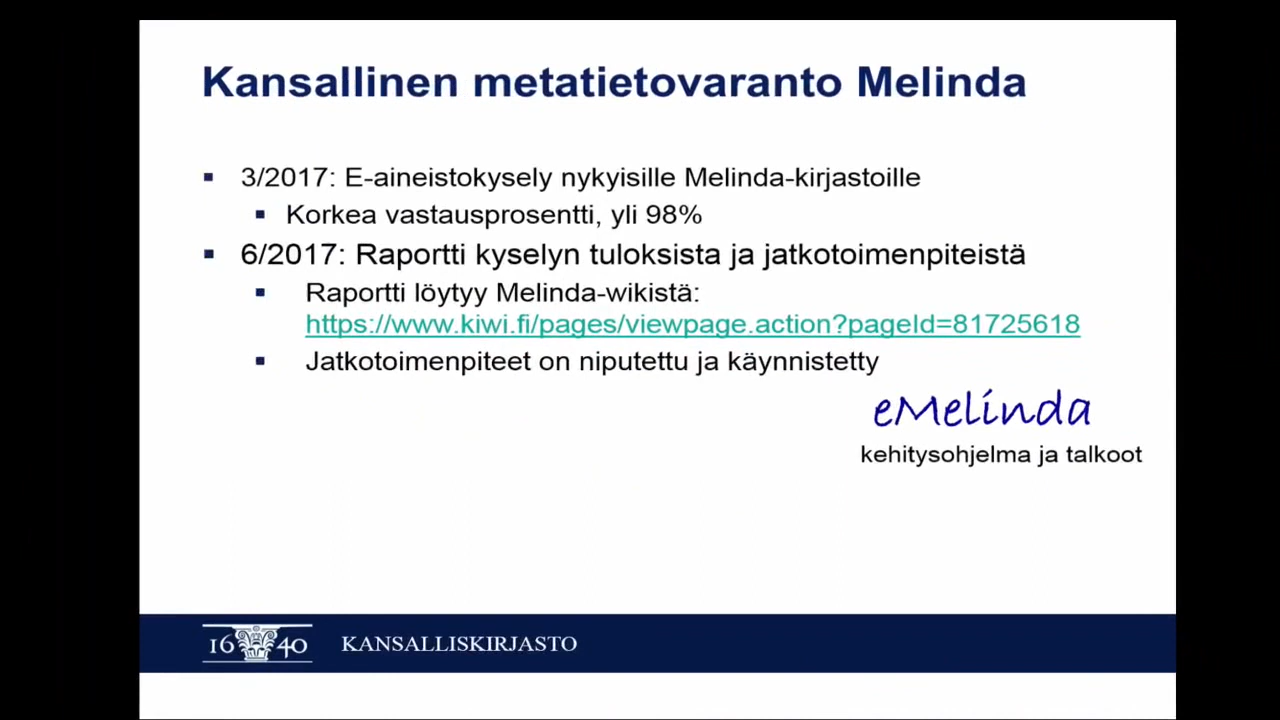 Kansallinen metatietovaranto Melinda
3/2017: E-aineistokysely nykyisille Melinda-kirjastoille
Korkea vastausprosentti, yli 98%
6/2017: Raportti kyselyn tuloksista ja jatkotoimenpiteistä
Raportti löytyy Melinda-wikistä:
https://www.kiwi.fi/pages/viewpage.action?pageId=81725618
Jatkotoimenpiteet on niputettu ja käynnistetty
eMelinda
kehitysohjelma ja talkoot
1640 KANSALLISKIRJASTO